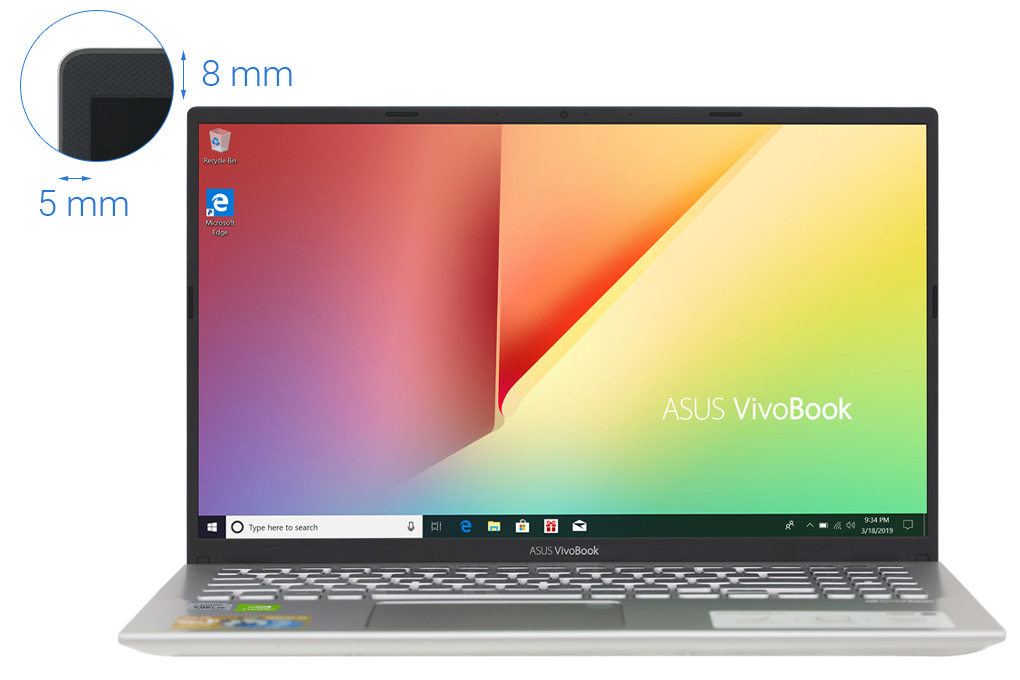 8 mm
5 mm
Recycle Bin
Microsoft
Edge
ASUS VivoBook
Type here to search
9:34 PM
3/18/2019
ASUS VivoBook